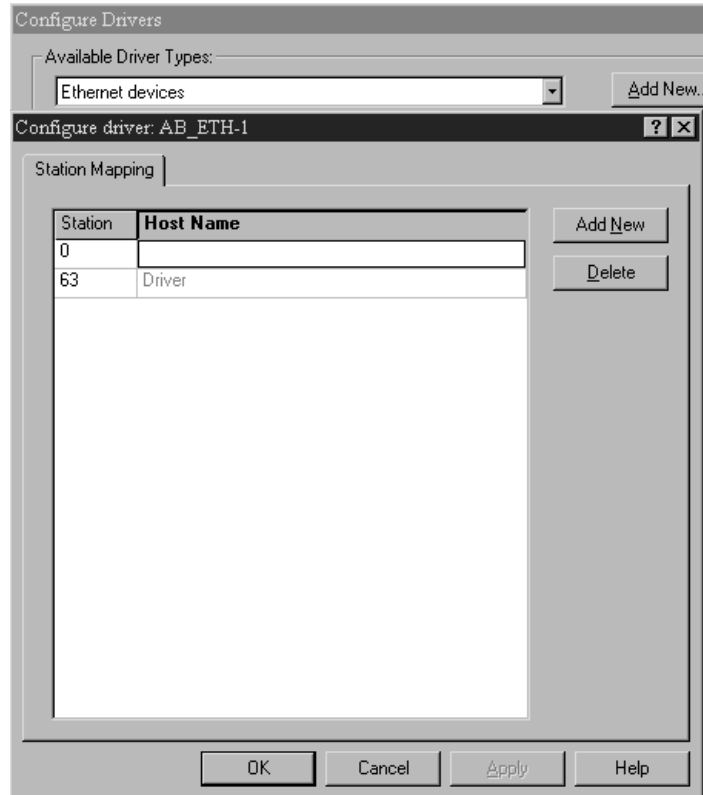 Configure Drivers
Available Driver Types:
Ethernet devices
Add New..
Configure driver: AB_ETH-1
Station Mapping
Station Host Name
0
63 Driver
Add New
Delete
OK Cancel Apply Help